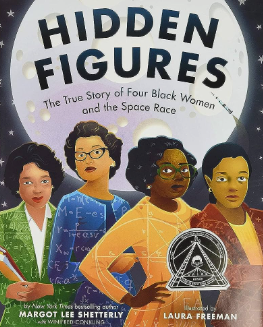 HIDDEN
FIGURES
The True Story of Four Black Women
and the Space Race
by New York Times bestselling author
MARGOT LEE SHETTERLY
with WINIFRED CONKLING
illustrated by
LAURA FREEMAN